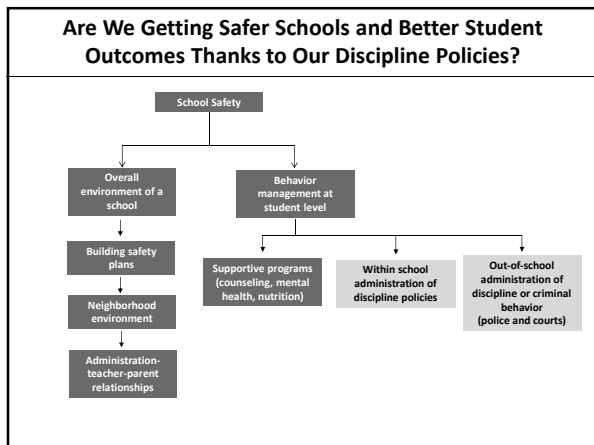 Are We Getting Safer Schools and Better Student
Outcomes Thanks to Our Discipline Policies?
School Safety
Overall
environment of a
school
Building safety
plans
Neighborhood
environment
Administration-
teacher-parent
relationships
Behavior
management at
student level
Supportive programs
(counseling, mental
health, nutrition)
Within school
administration of
discipline policies
Out-of-school
administration of
discipline or criminal
behavior
(police and courts)